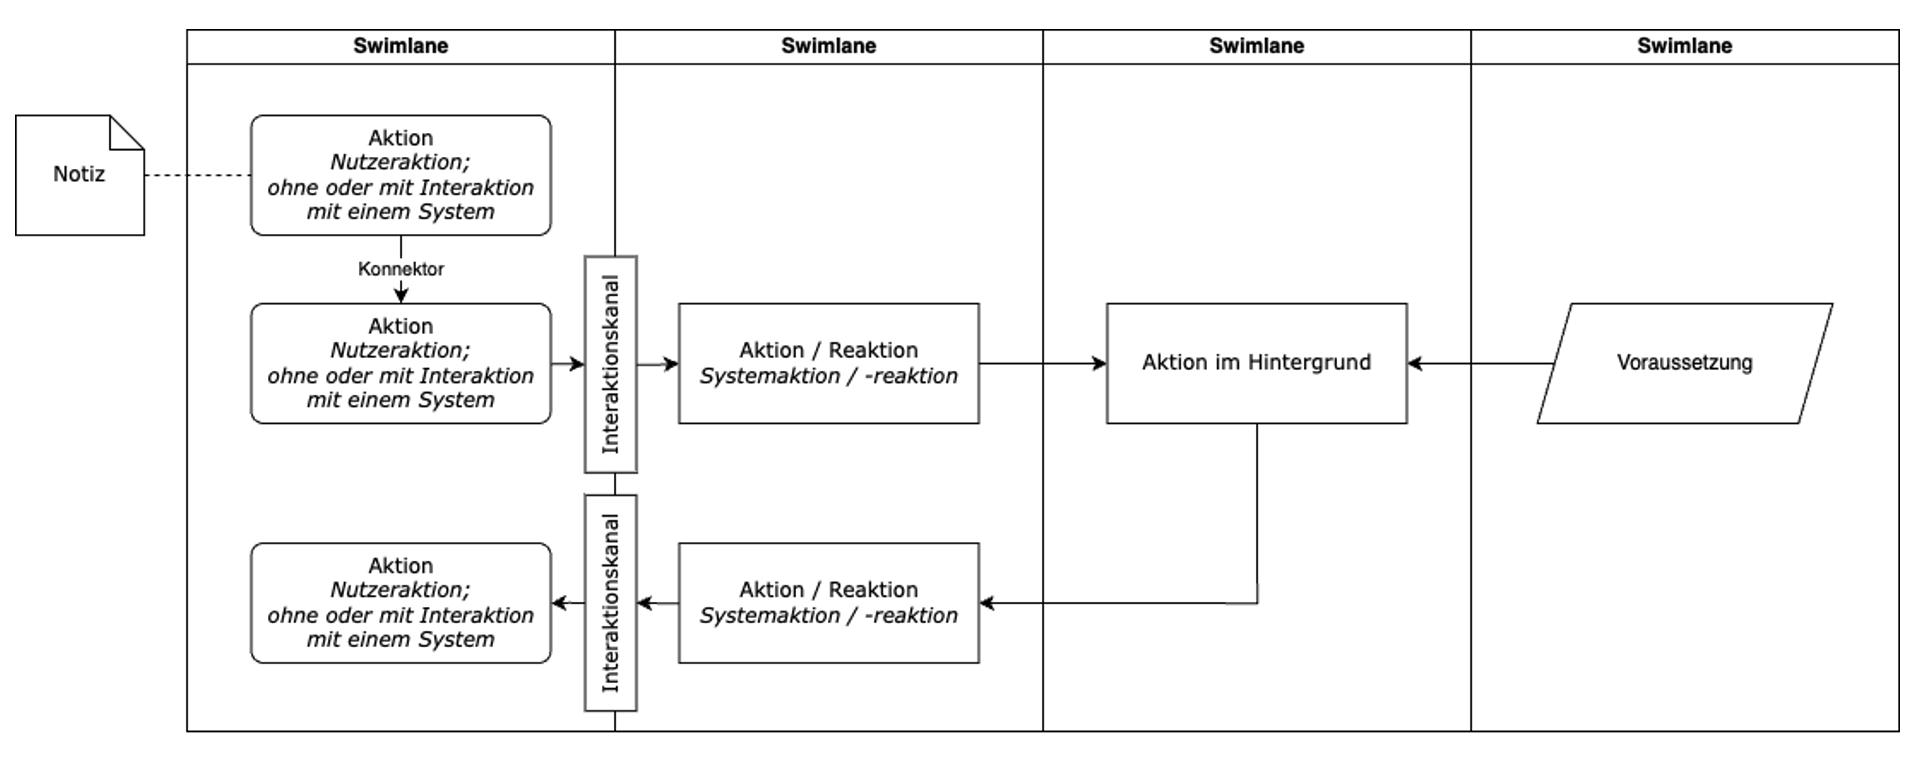 Swimlane
Swimlane
Swimlane
Swimlane
Notiz
Aktion
Nutzeraktion;
ohne oder mit Interaktion
mit einem System
Konnektor
Aktion
Nutzeraktion;
ohne oder mit Interaktion
mit einem System
Interaktionskanal
Aktion / Reaktion
Systemaktion / -reaktion
Aktion im Hintergrund
Voraussetzung
Aktion
Nutzeraktion;
ohne oder mit Interaktion
mit einem System
Interaktionskanal
Aktion / Reaktion
Systemaktion / -reaktion